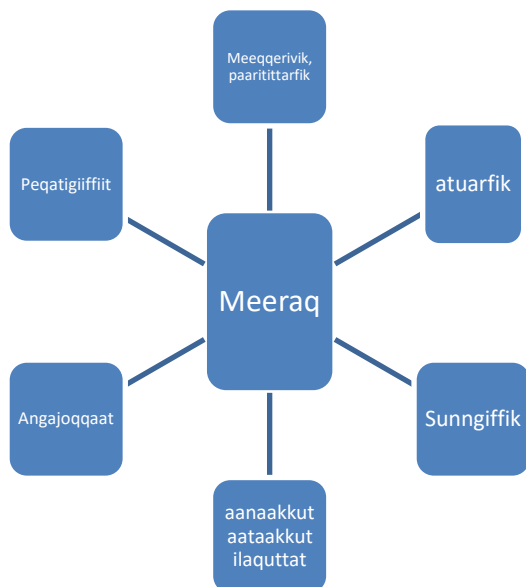 Meeqqerivik,
paaritittarfik
Peqatigiiffiit
atuarfik
Meeraq
Angajoqqaat
Sunngiffik
aanaakkut
aataakkut
ilaquttat